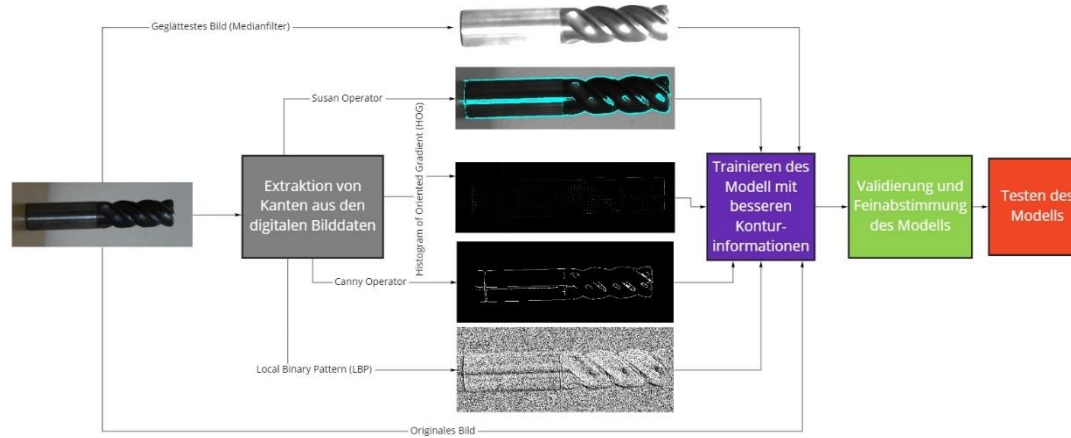 Geglättestes Bild (Medianfilter)
Susan Operator
Histogram of Oriented Gradient (HOG)
Extraktion von
Kanten aus den
digitalen Bilddaten
Trainieren des
Modell mit
besseren
Kontur-
informationen
Validierung und
Feinabstimmung
des Modells
Testen des
Modells
Canny Operator
Local Binary Pattern (LBP)
Originales Bild